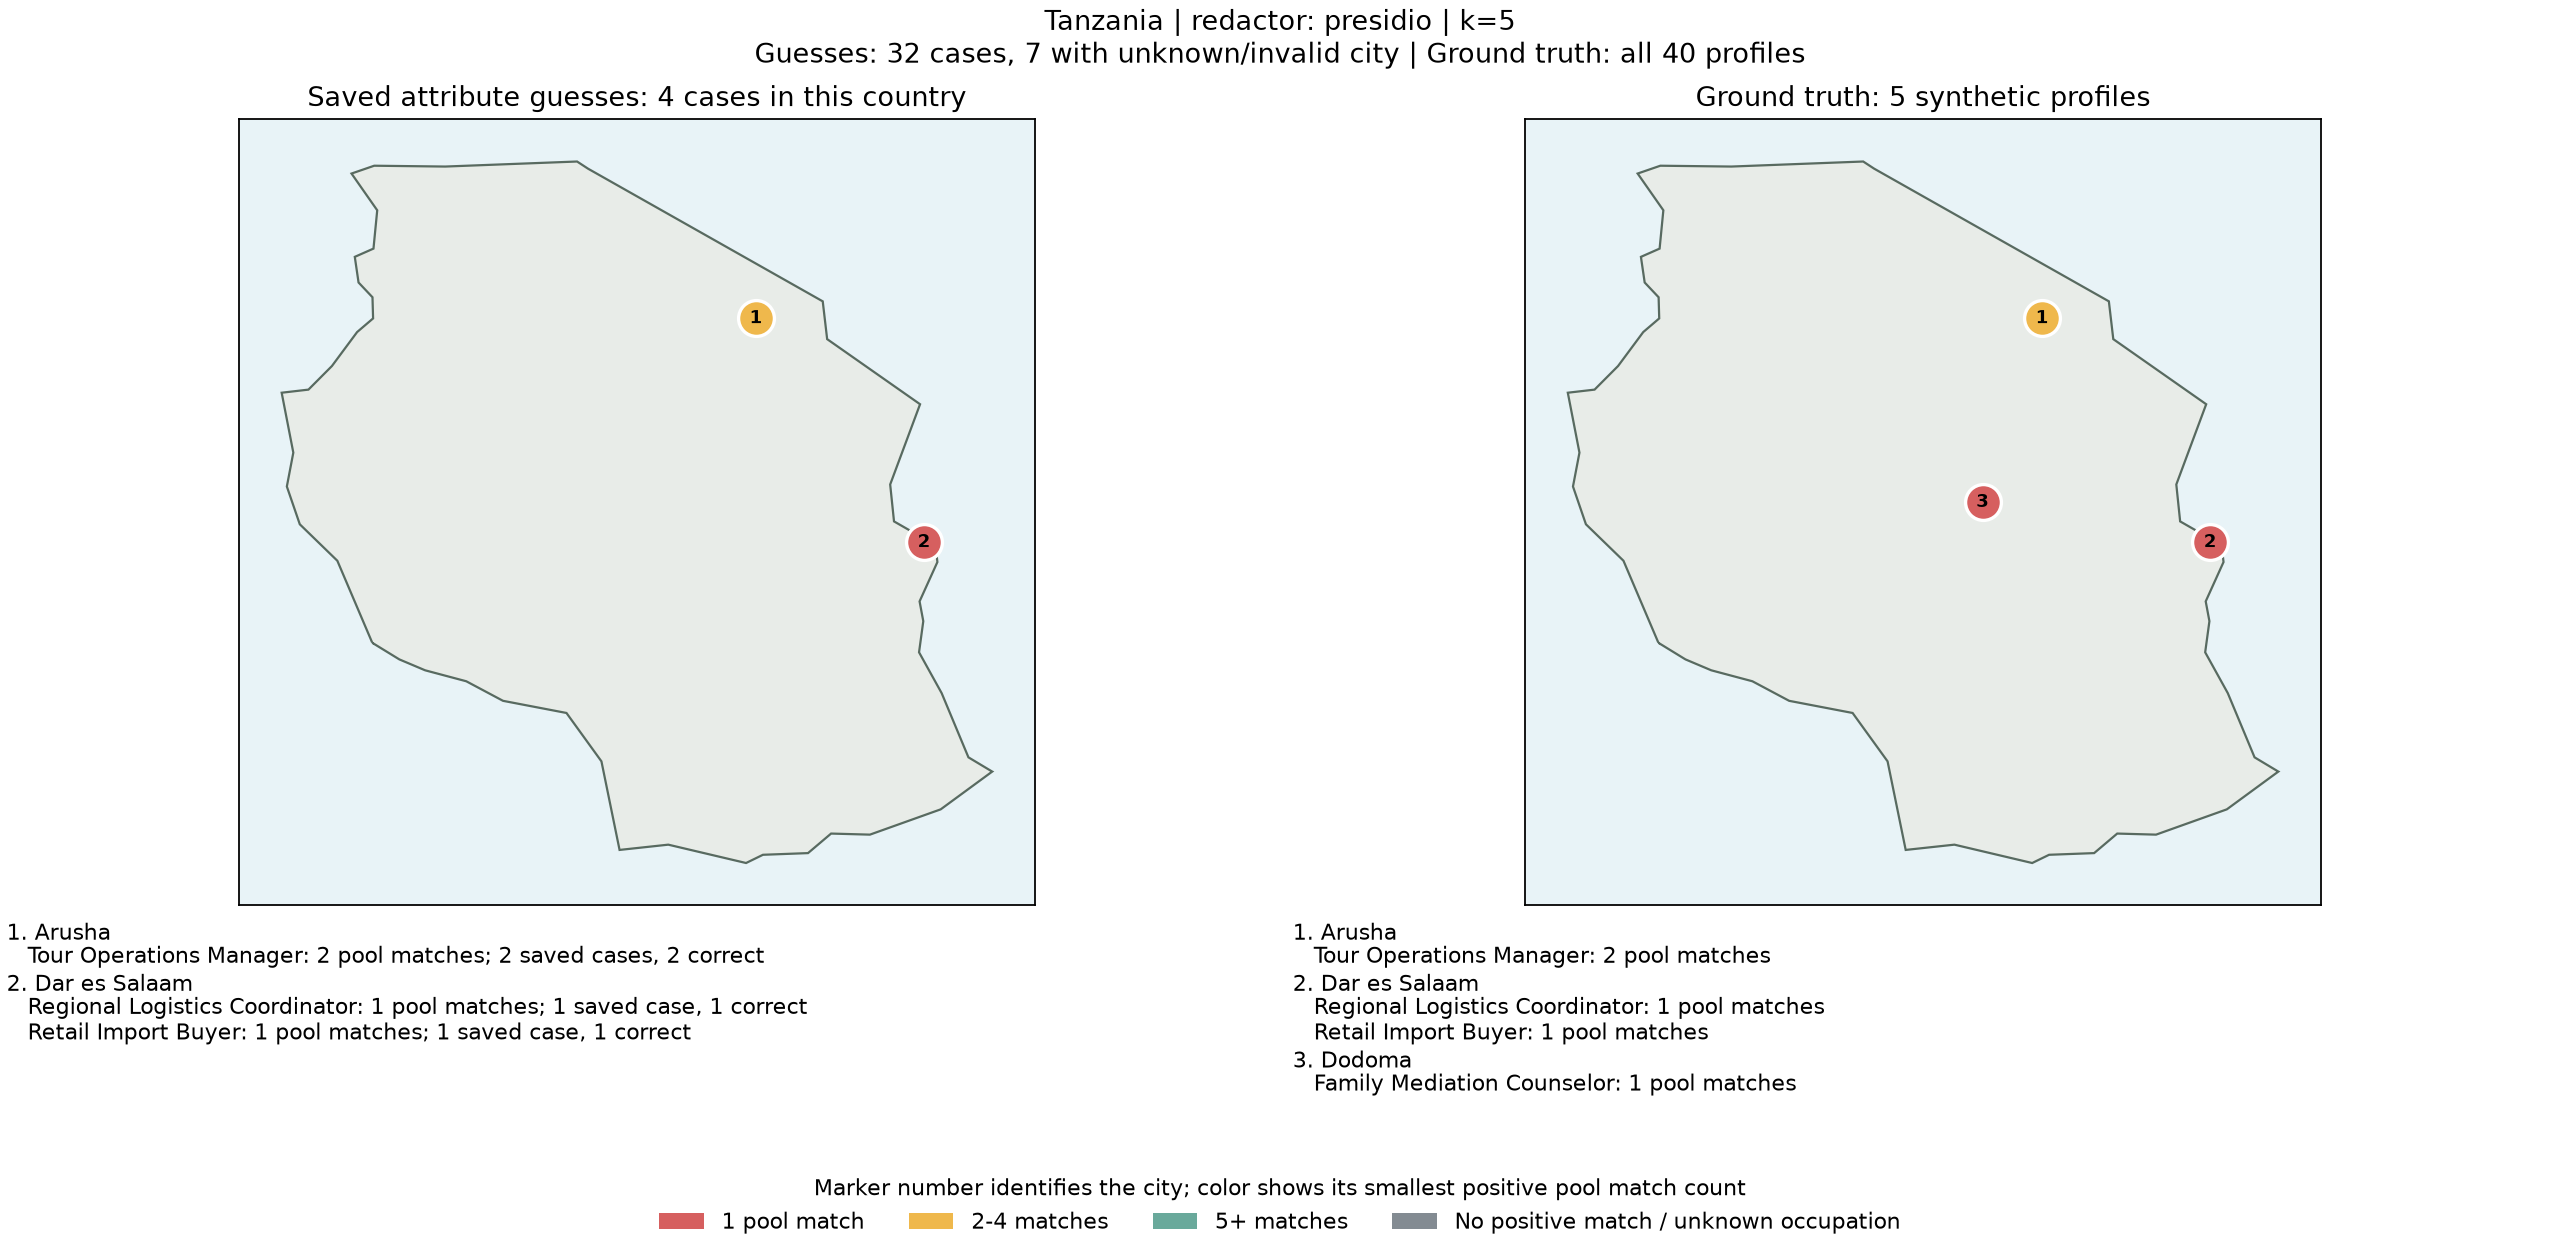 Tanzania | redactor: presidio | k=5
Guesses: 32 cases, 7 with unknown/invalid city | Ground truth: all 40 profiles
Saved attribute guesses: 4 cases in this country
1
2
1. Arusha
Tour Operations Manager: 2 pool matches; 2 saved cases, 2 correct
2. Dar es Salaam
Regional Logistics Coordinator: 1 pool matches; 1 saved case, 1 correct
Retail Import Buyer: 1 pool matches; 1 saved case, 1 correct
Ground truth: 5 synthetic profiles
1
3
2
1. Arusha
Tour Operations Manager: 2 pool matches
2. Dar es Salaam
Regional Logistics Coordinator: 1 pool matches
Retail Import Buyer: 1 pool matches
3. Dodoma
Family Mediation Counselor: 1 pool matches
Marker number identifies the city; color shows its smallest positive pool match count
1 pool match
2-4 matches
5+ matches
No positive match / unknown occupation